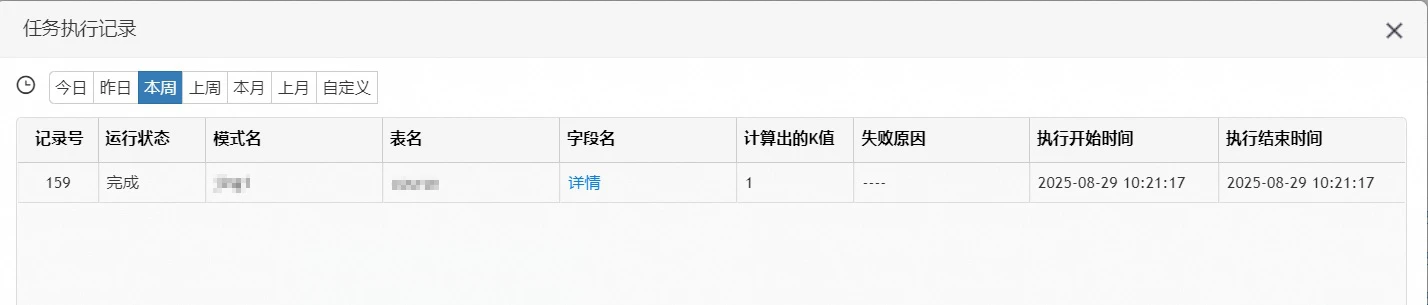 任务执行记录
今日 昨日 本周 上周 本月 上月 自定义
记录号 运行状态 模式名 表名 字段名 计算出的K值 失败原因 执行开始时间 执行结束时间
159 完成 详情 1 ---- 2025-08-29 10:21:17 2025-08-29 10:21:17